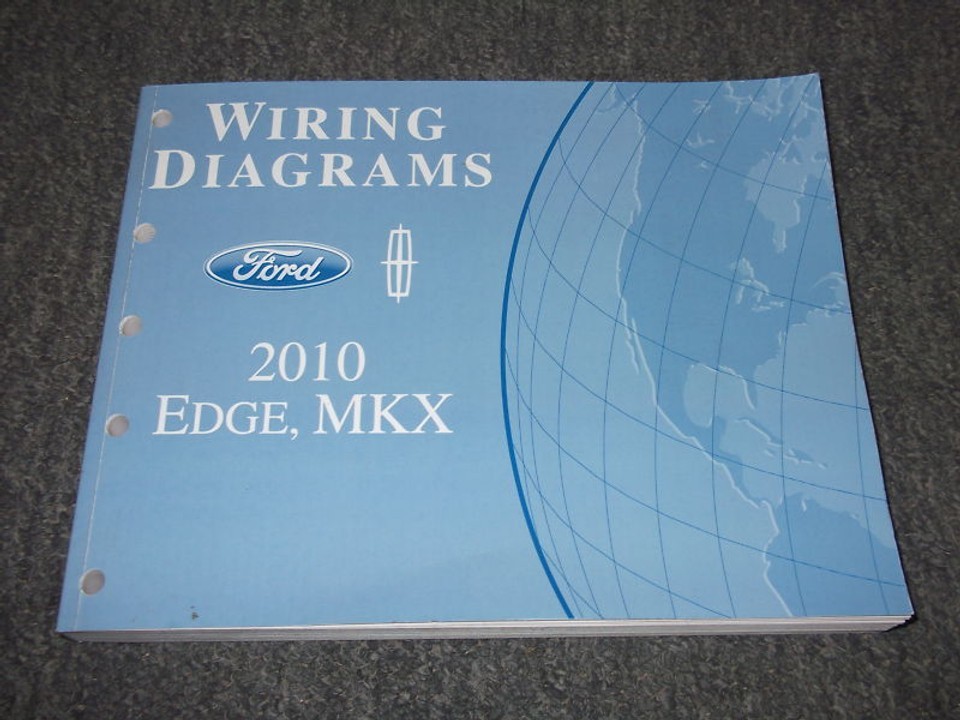 WIRING
DIAGRAMS
Ford
2010
EDGE, MKX